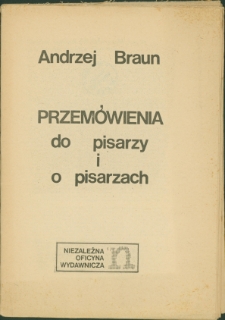 Andrzej Braun
PRZEMÓWIENIA
do pisarzy
i
o pisarzach
NIEZALEŻNA
OFICYNA
WYDAWNICZA
n